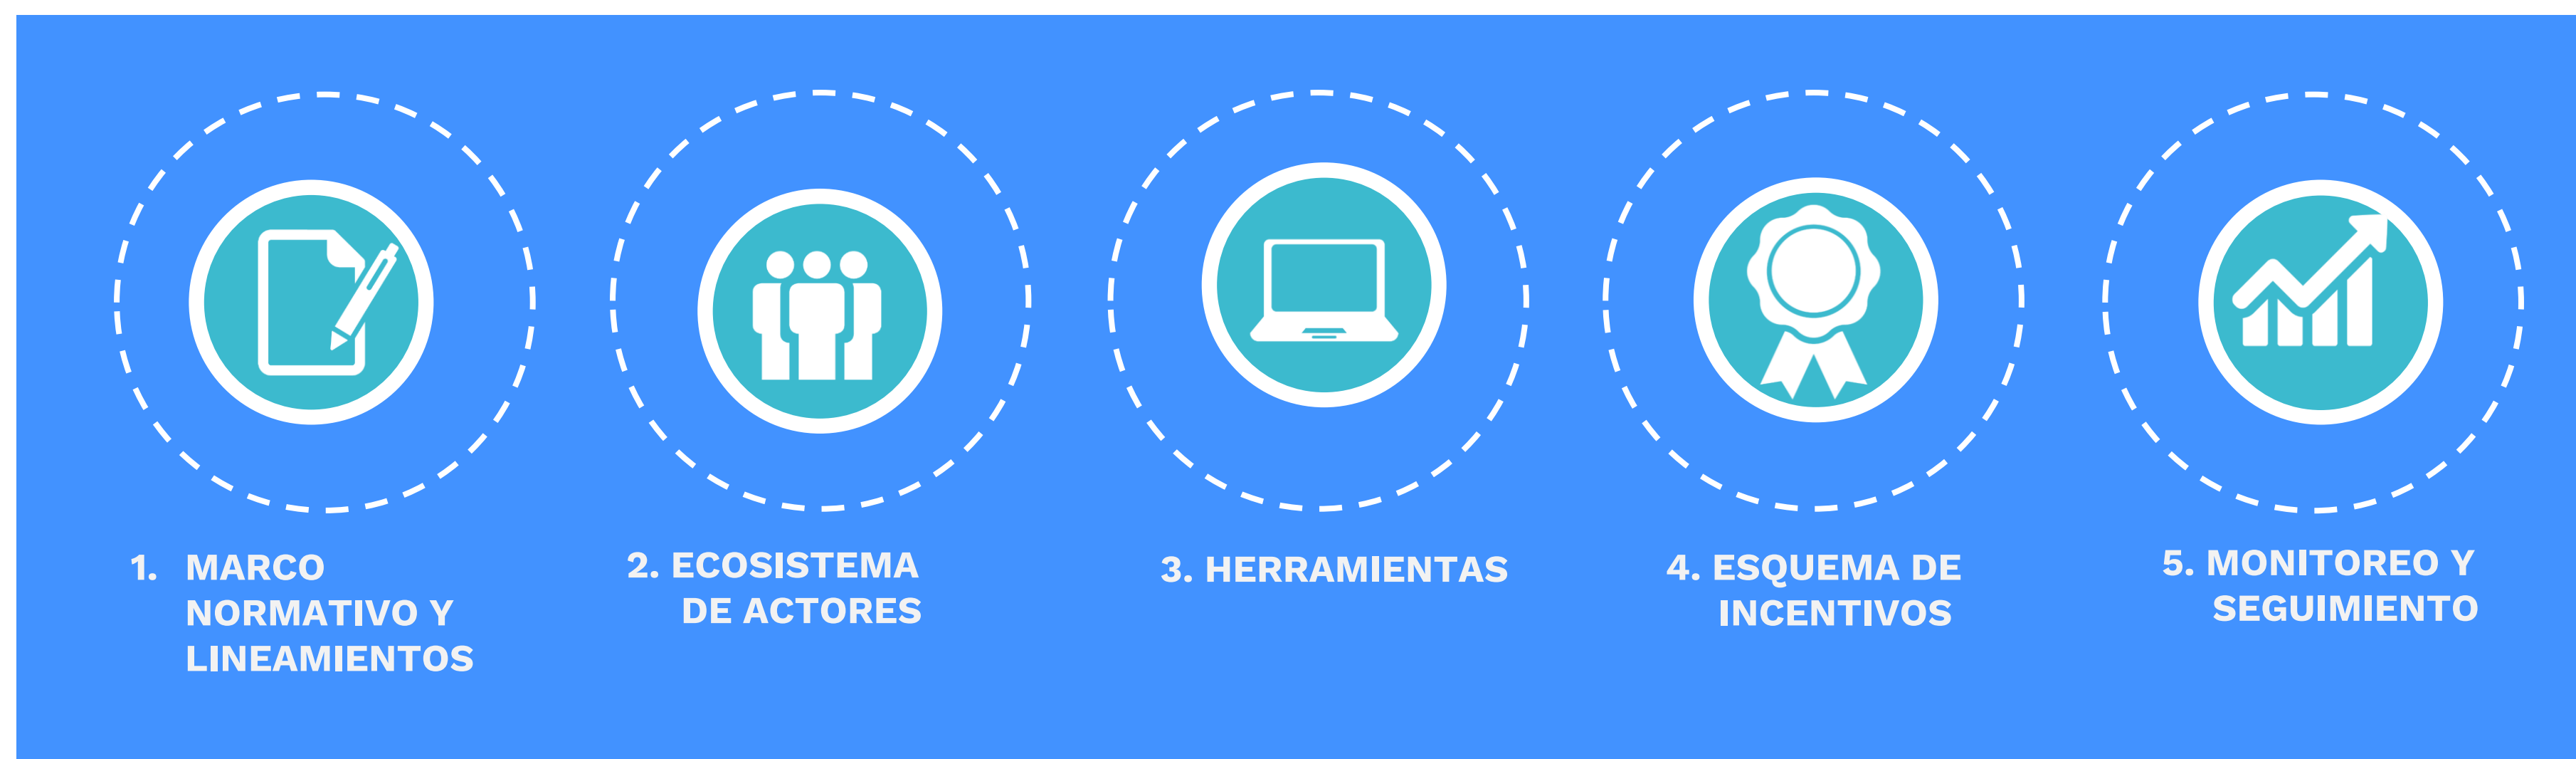 1. MARCO
NORMATIVO Y
LINEAMIENTOS
2. ECOSISTEMA
DE ACTORES
3. HERRAMIENTAS
4. ESQUEMA DE
INCENTIVOS
5. MONITOREO Y
SEGUIMIENTO